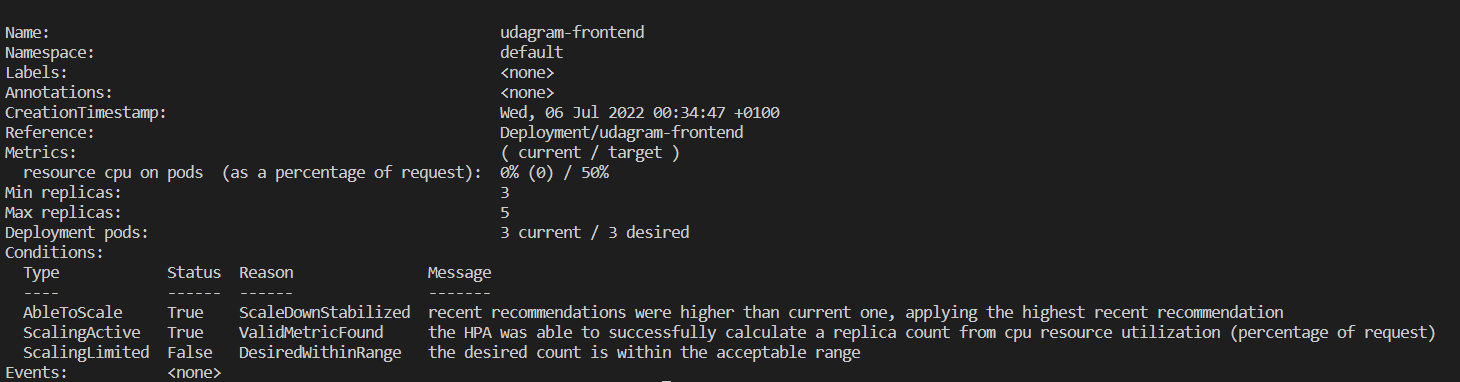 Name: udagram-frontend
Namespace: default
Labels: <none>
Annotations: <none>
CreationTimestamp: Wed, 06 Jul 2022 00:34:47 +0100
Reference: Deployment/udagram-frontend
Metrics: ( current / target )
resource cpu on pods (as a percentage of request): 0% (0) / 50%
Min replicas: 3
Max replicas: 5
Deployment pods: 3 current / 3 desired
Conditions:
Type Status Reason Message
---- ------ ------ -------
AbleToScale True ScaleDownStabilized recent recommendations were higher than current one, applying the highest recent recommendation
ScalingActive True ValidMetricFound the HPA was able to successfully calculate a replica count from cpu resource utilization (percentage of request)
ScalingLimited False DesiredWithinRange the desired count is within the acceptable range
Events: <none>